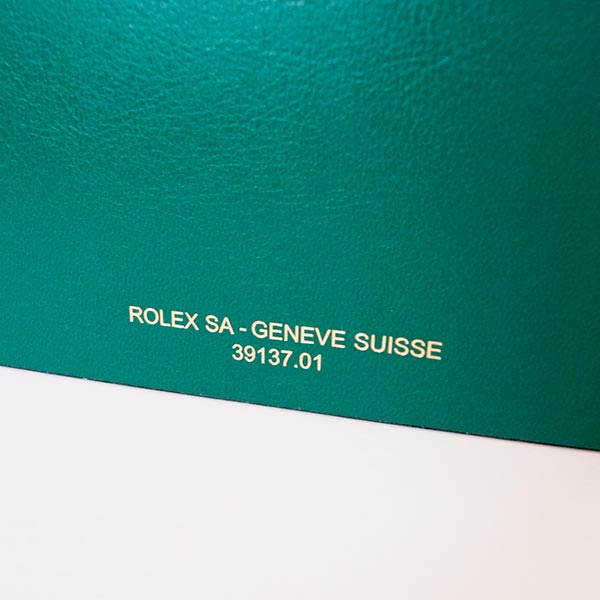 ROLEX SA - GENEVE SUISSE
39137.01